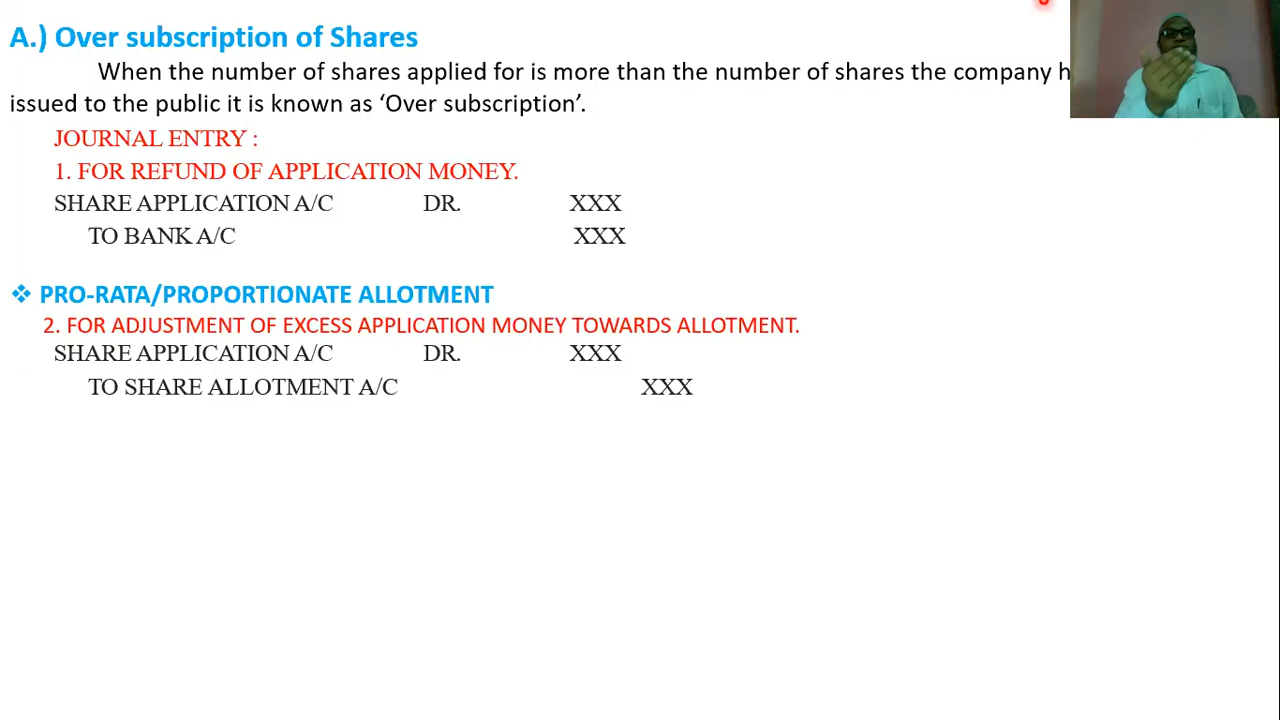 A.) Over subscription of Shares
When the number of shares applied for is more than the number of shares the company
issued to the public it is known as ‘Over subscription’.
JOURNAL ENTRY :
1. FOR REFUND OF APPLICATION MONEY.
SHARE APPLICATION A/C DR. XXX
TO BANK A/C XXX
❖ PRO-RATA/PROPORTIONATE ALLOTMENT
2. FOR ADJUSTMENT OF EXCESS APPLICATION MONEY TOWARDS ALLOTMENT.
SHARE APPLICATION A/C DR. XXX
TO SHARE ALLOTMENT A/C XXX